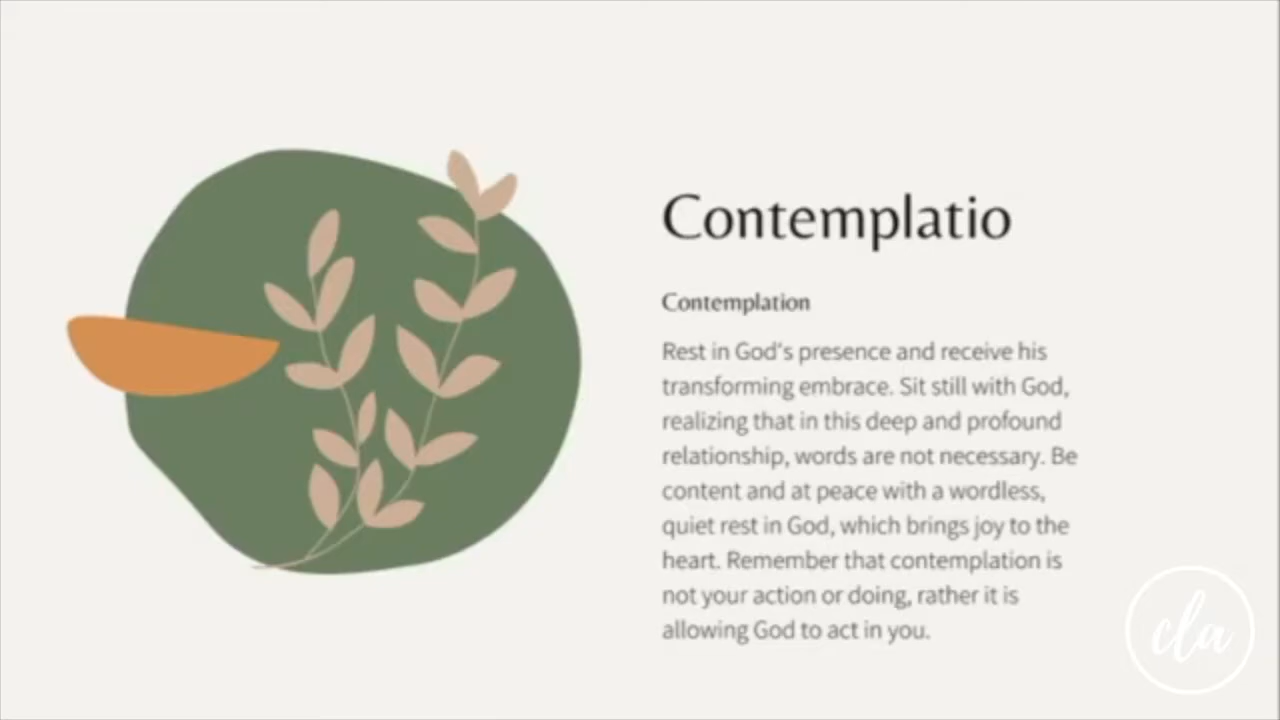 Contemplatio
Contemplation
Rest in God's presence and receive his
transforming embrace. Sit still with God,
realizing that in this deep and profound
relationship, words are not necessary. Be
content and at peace with a wordless,
quiet rest in God, which brings joy to the
heart. Remember that contemplation is
not your action or doing, rather it is
allowing God to act in you.
cla